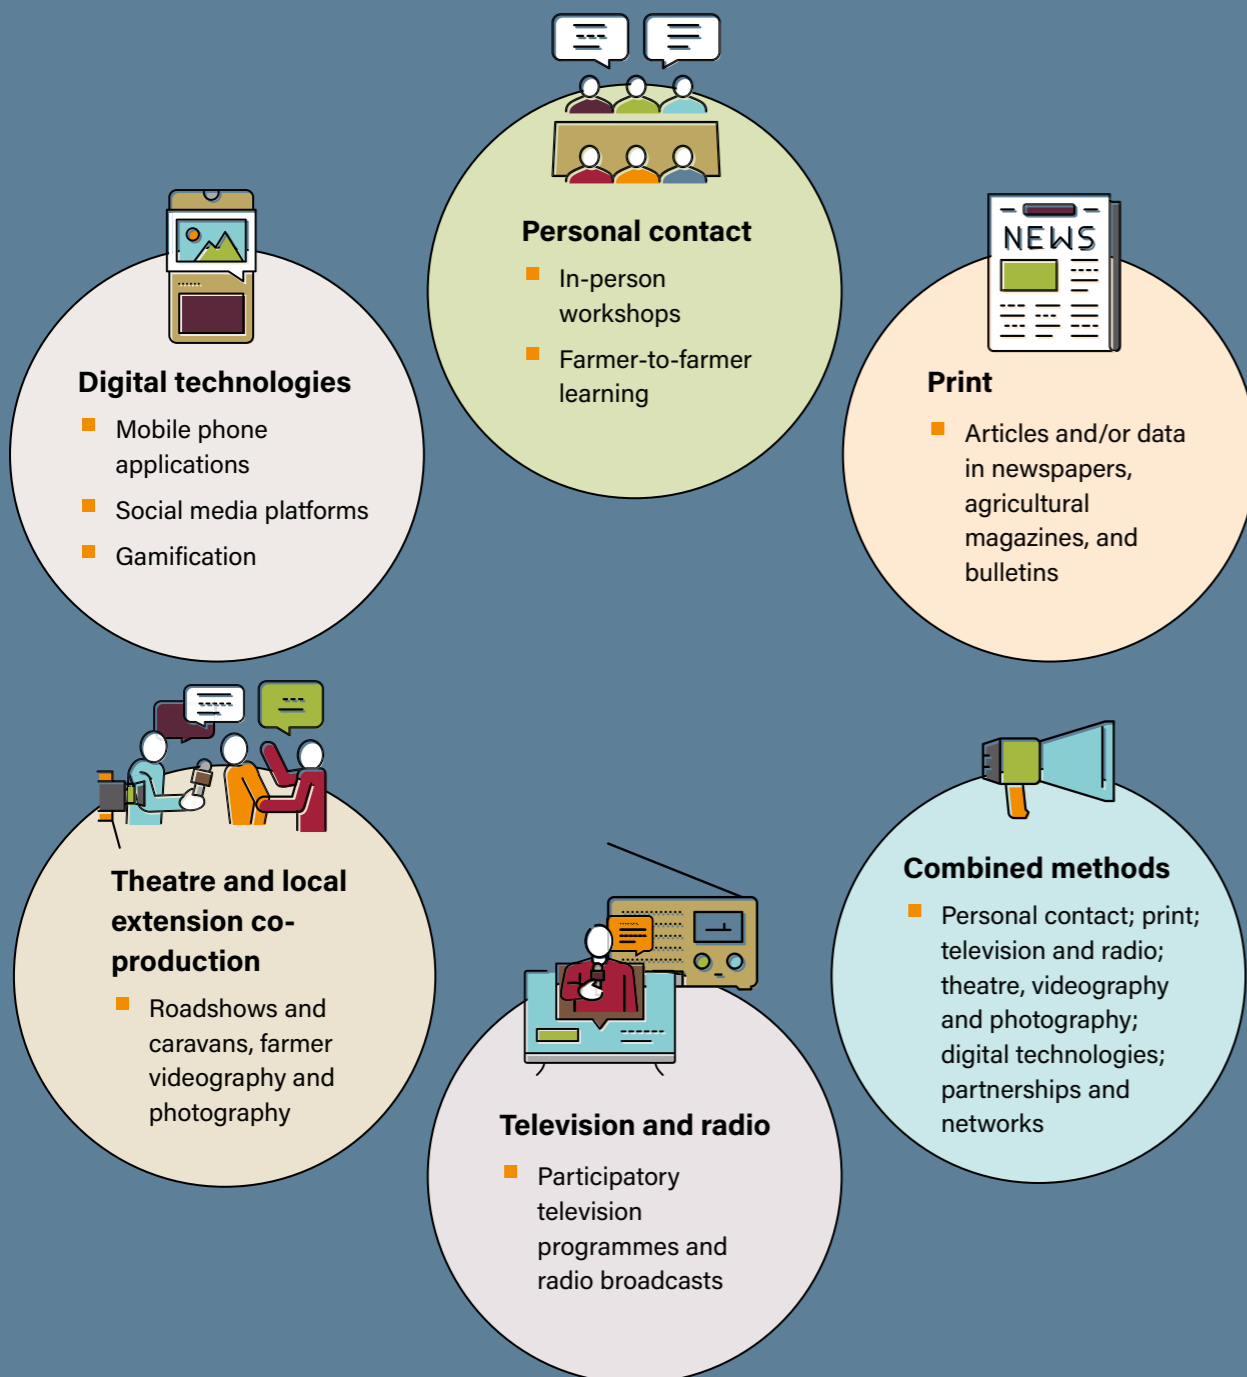 Personal contact
In-person
workshops
Farmer-to-farmer
learning
Digital technologies
Mobile phone
applications
Social media platforms
Gamification
NEWS
Print
Articles and/or data
in newspapers,
agricultural
magazines, and
bulletins
Theatre and local
extension co-
production
Roadshows and
caravans, farmer
videography and
photography
Combined methods
Personal contact; print;
television and radio;
theatre, videography
and photography;
digital technologies;
partnerships and
networks
Television and radio
Participatory
television
programmes and
radio broadcasts